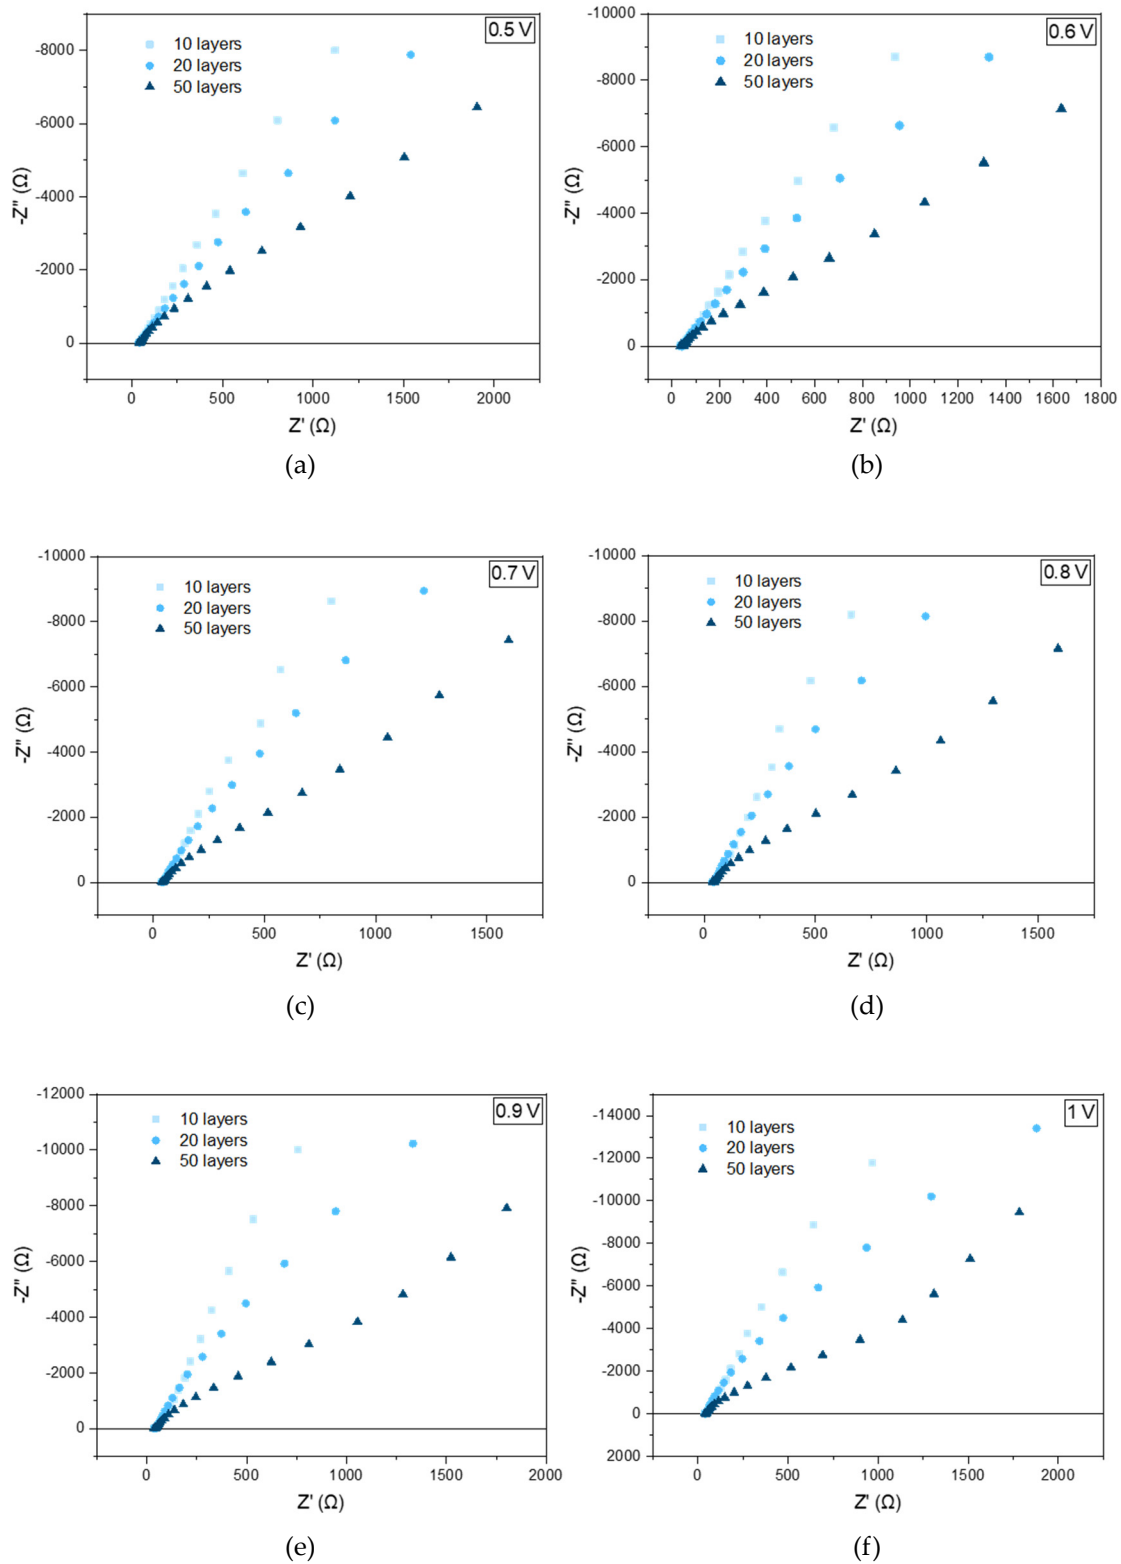 0.5 V
10 layers
20 layers
50 layers
-8000
-6000
-4000
-2000
0
-Z" (Ω)
0 500 1000 1500 2000
Z' (Ω)
(a)
0.6 V
10 layers
20 layers
50 layers
-10000
-8000
-6000
-4000
-2000
0
-Z" (Ω)
0 200 400 600 800 1000 1200 1400 1600 1800
Z' (Ω)
(b)
0.7 V
10 layers
20 layers
50 layers
-10000
-8000
-6000
-4000
-2000
0
-Z" (Ω)
0 500 1000 1500
Z' (Ω)
(c)
0.8 V
10 layers
20 layers
50 layers
-10000
-8000
-6000
-4000
-2000
0
-Z" (Ω)
0 500 1000 1500
Z' (Ω)
(d)
0.9 V
10 layers
20 layers
50 layers
-12000
-10000
-8000
-6000
-4000
-2000
0
-Z" (Ω)
0 500 1000 1500 2000
Z' (Ω)
(e)
1 V
10 layers
20 layers
50 layers
-14000
-12000
-10000
-8000
-6000
-4000
-2000
0
2000
-Z" (Ω)
0 500 1000 1500 2000
Z' (Ω)
(f)